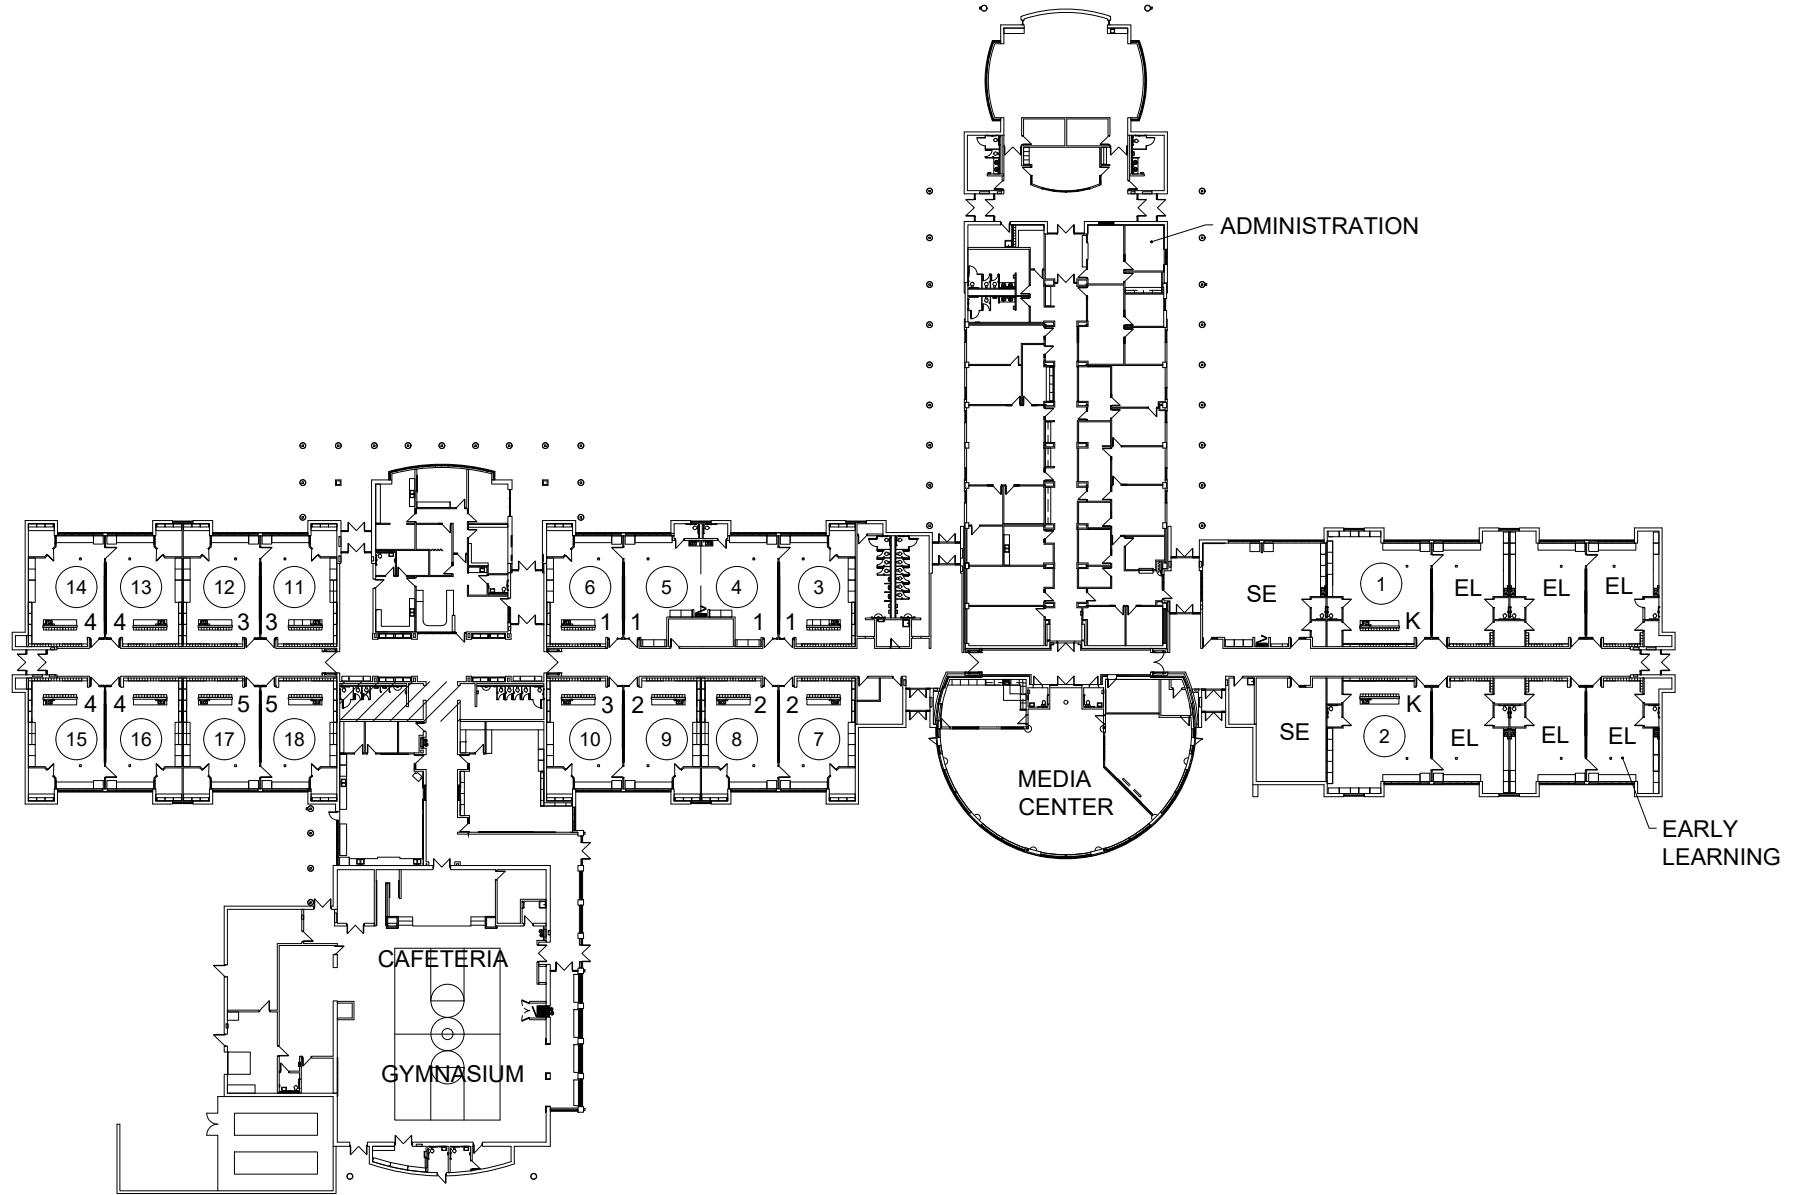 ADMINISTRATION
14 13 12 11 6 5 4 3 SE 1 EL EL EL
4 4 3 3 1 1 1 1 K
4 4 5 5 3 2 2 2 K
15 16 17 18 10 9 8 7 SE 2 EL EL EL
MEDIA
CENTER
EARLY
LEARNING
CAFETERIA
GYMNASIUM